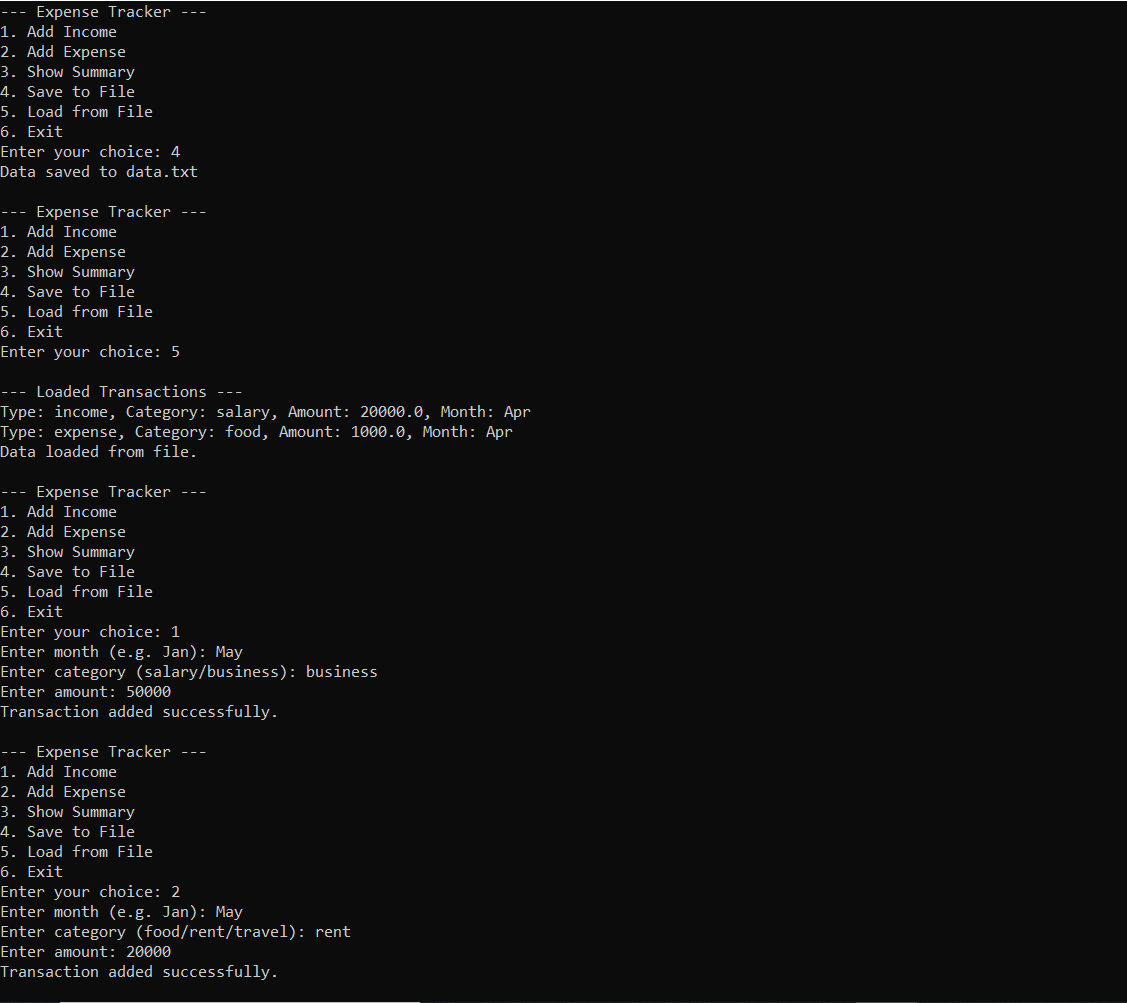 --- Expense Tracker ---
1. Add Income
2. Add Expense
3. Show Summary
4. Save to File
5. Load from File
6. Exit
Enter your choice: 4
Data saved to data.txt

--- Expense Tracker ---
1. Add Income
2. Add Expense
3. Show Summary
4. Save to File
5. Load from File
6. Exit
Enter your choice: 5

--- Loaded Transactions ---
Type: income, Category: salary, Amount: 20000.0, Month: Apr
Type: expense, Category: food, Amount: 1000.0, Month: Apr
Data loaded from file.

--- Expense Tracker ---
1. Add Income
2. Add Expense
3. Show Summary
4. Save to File
5. Load from File
6. Exit
Enter your choice: 1
Enter month (e.g. Jan): May
Enter category (salary/business): business
Enter amount: 50000
Transaction added successfully.

--- Expense Tracker ---
1. Add Income
2. Add Expense
3. Show Summary
4. Save to File
5. Load from File
6. Exit
Enter your choice: 2
Enter month (e.g. Jan): May
Enter category (food/rent/travel): rent
Enter amount: 20000
Transaction added successfully.